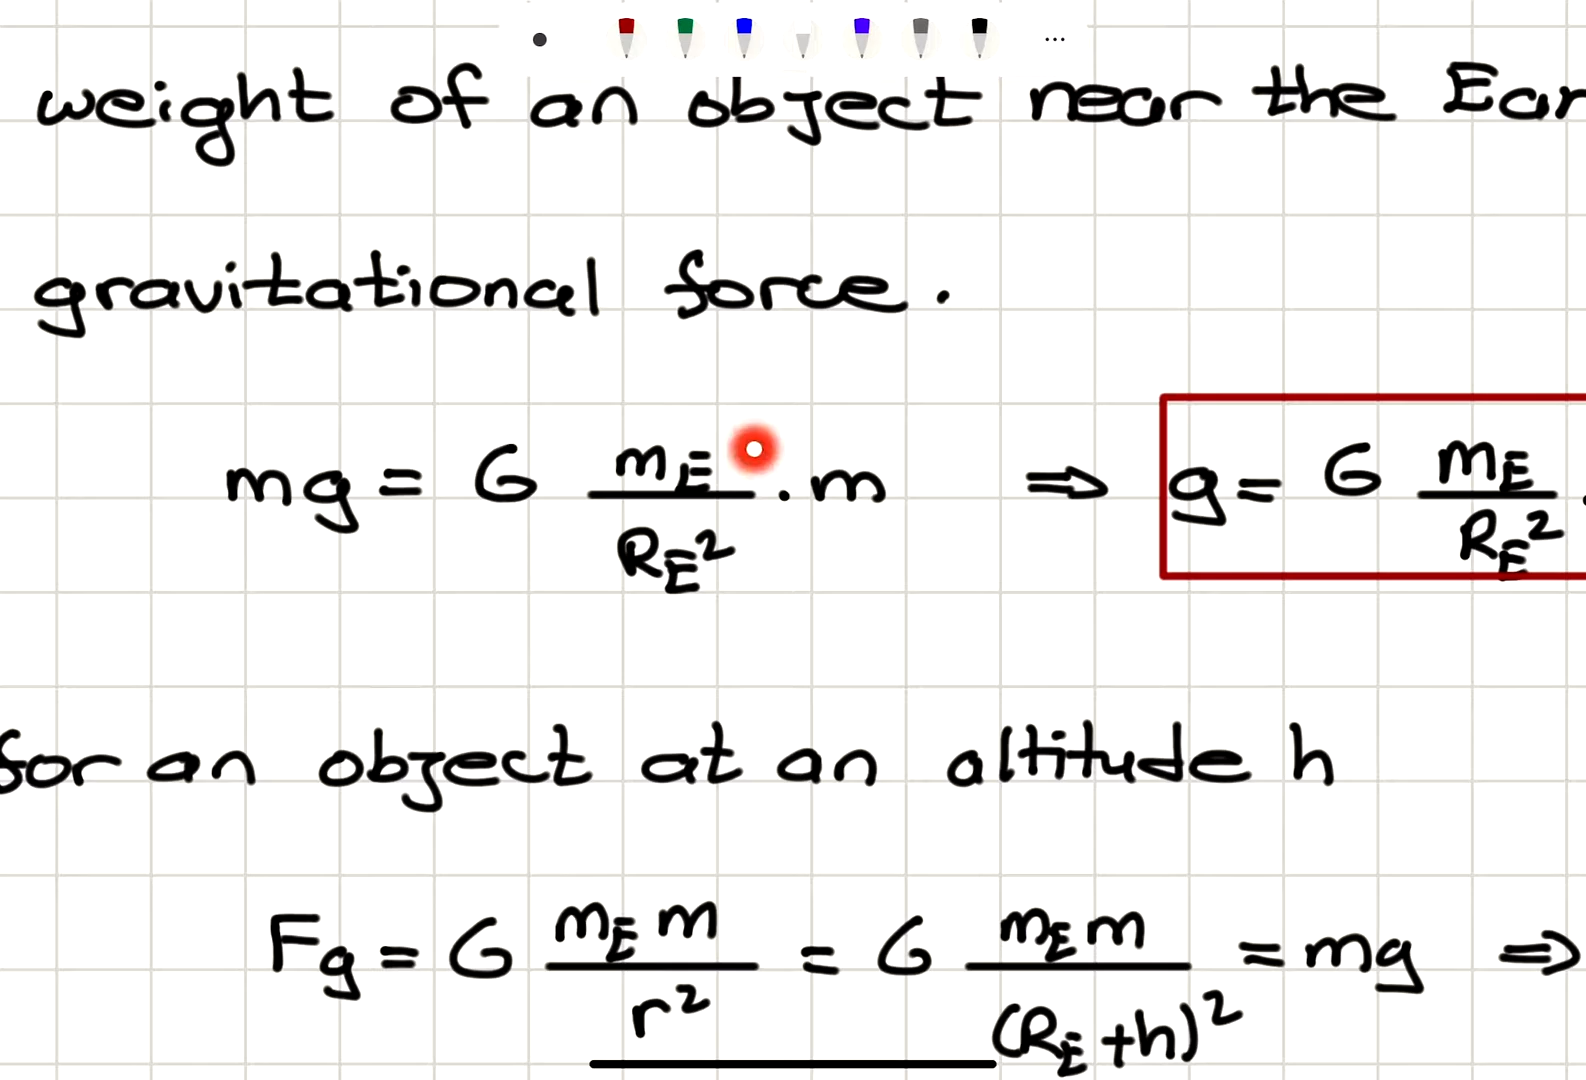 weight of an object near the Ear
gravitational force.
mg = G m_E / R_E² . m ⇒ g = G m_E / R_E² .
for an object at an altitude h
Fg = G m_E m / r² = G m_E m / (R_E + h)² = mg ⇒